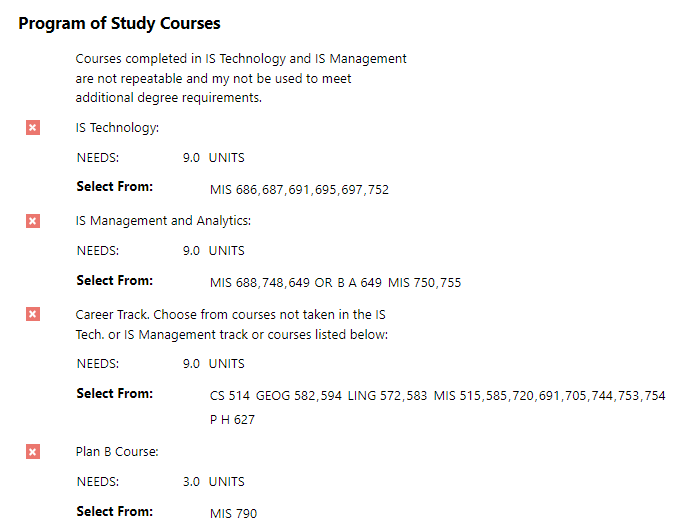 Program of Study Courses
Courses completed in IS Technology and IS Management
are not repeatable and my not be used to meet
additional degree requirements.
IS Technology:
NEEDS: 9.0 UNITS
Select From: MIS 686,687,691,695,697,752
IS Management and Analytics:
NEEDS: 9.0 UNITS
Select From: MIS 688,748,649 OR B A 649 MIS 750,755
Career Track. Choose from courses not taken in the IS
Tech. or IS Management track or courses listed below:
NEEDS: 9.0 UNITS
Select From: CS 514 GEOG 582,594 LING 572,583 MIS 515,585,720,691,705,744,753,754
P H 627
Plan B Course:
NEEDS: 3.0 UNITS
Select From: MIS 790